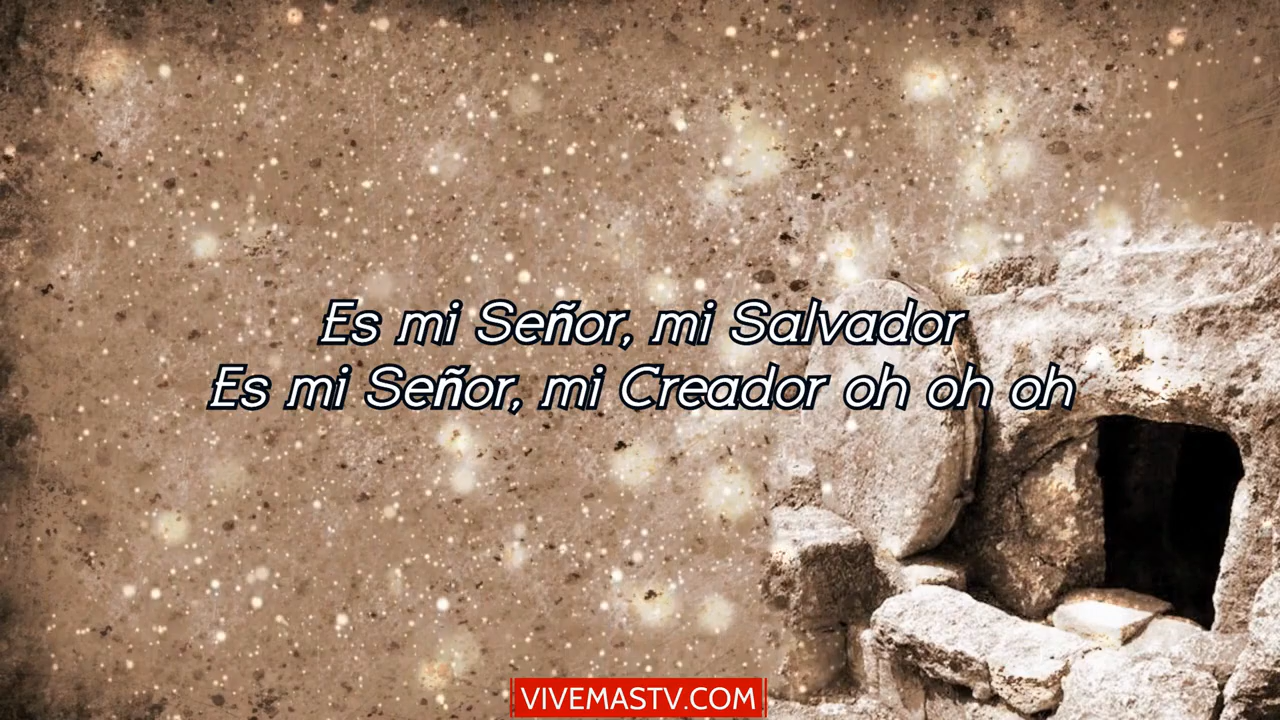 Es mi Señor, mi Salvador
Es mi Señor, mi Creador oh oh oh
VIVEMASTV.COM